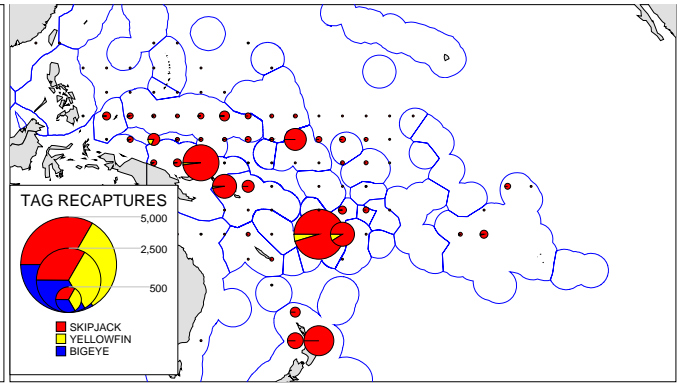 TAG RECAPTURES
5,000
2,500
500
SKIPJACK
YELLOWFIN
BIGEYE